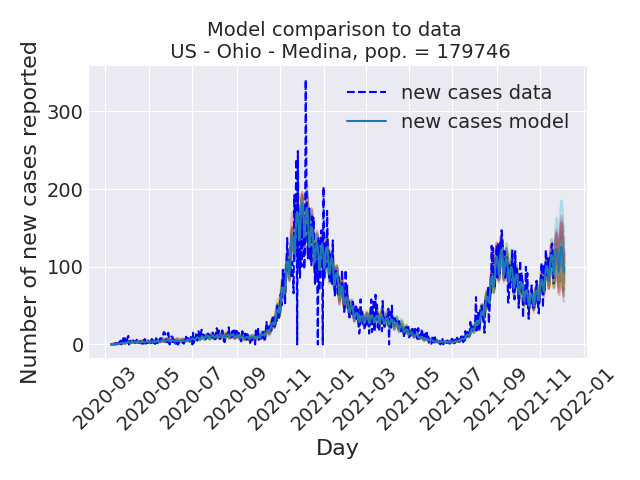 Model comparison to data
US - Ohio - Medina, pop. = 179746
Number of new cases reported
300
200
100
0
new cases data
new cases model
2020-03
2020-05
2020-07
2020-09
2020-11
2021-01
2021-03
2021-05
2021-07
2021-09
2021-11
2022-01
Day